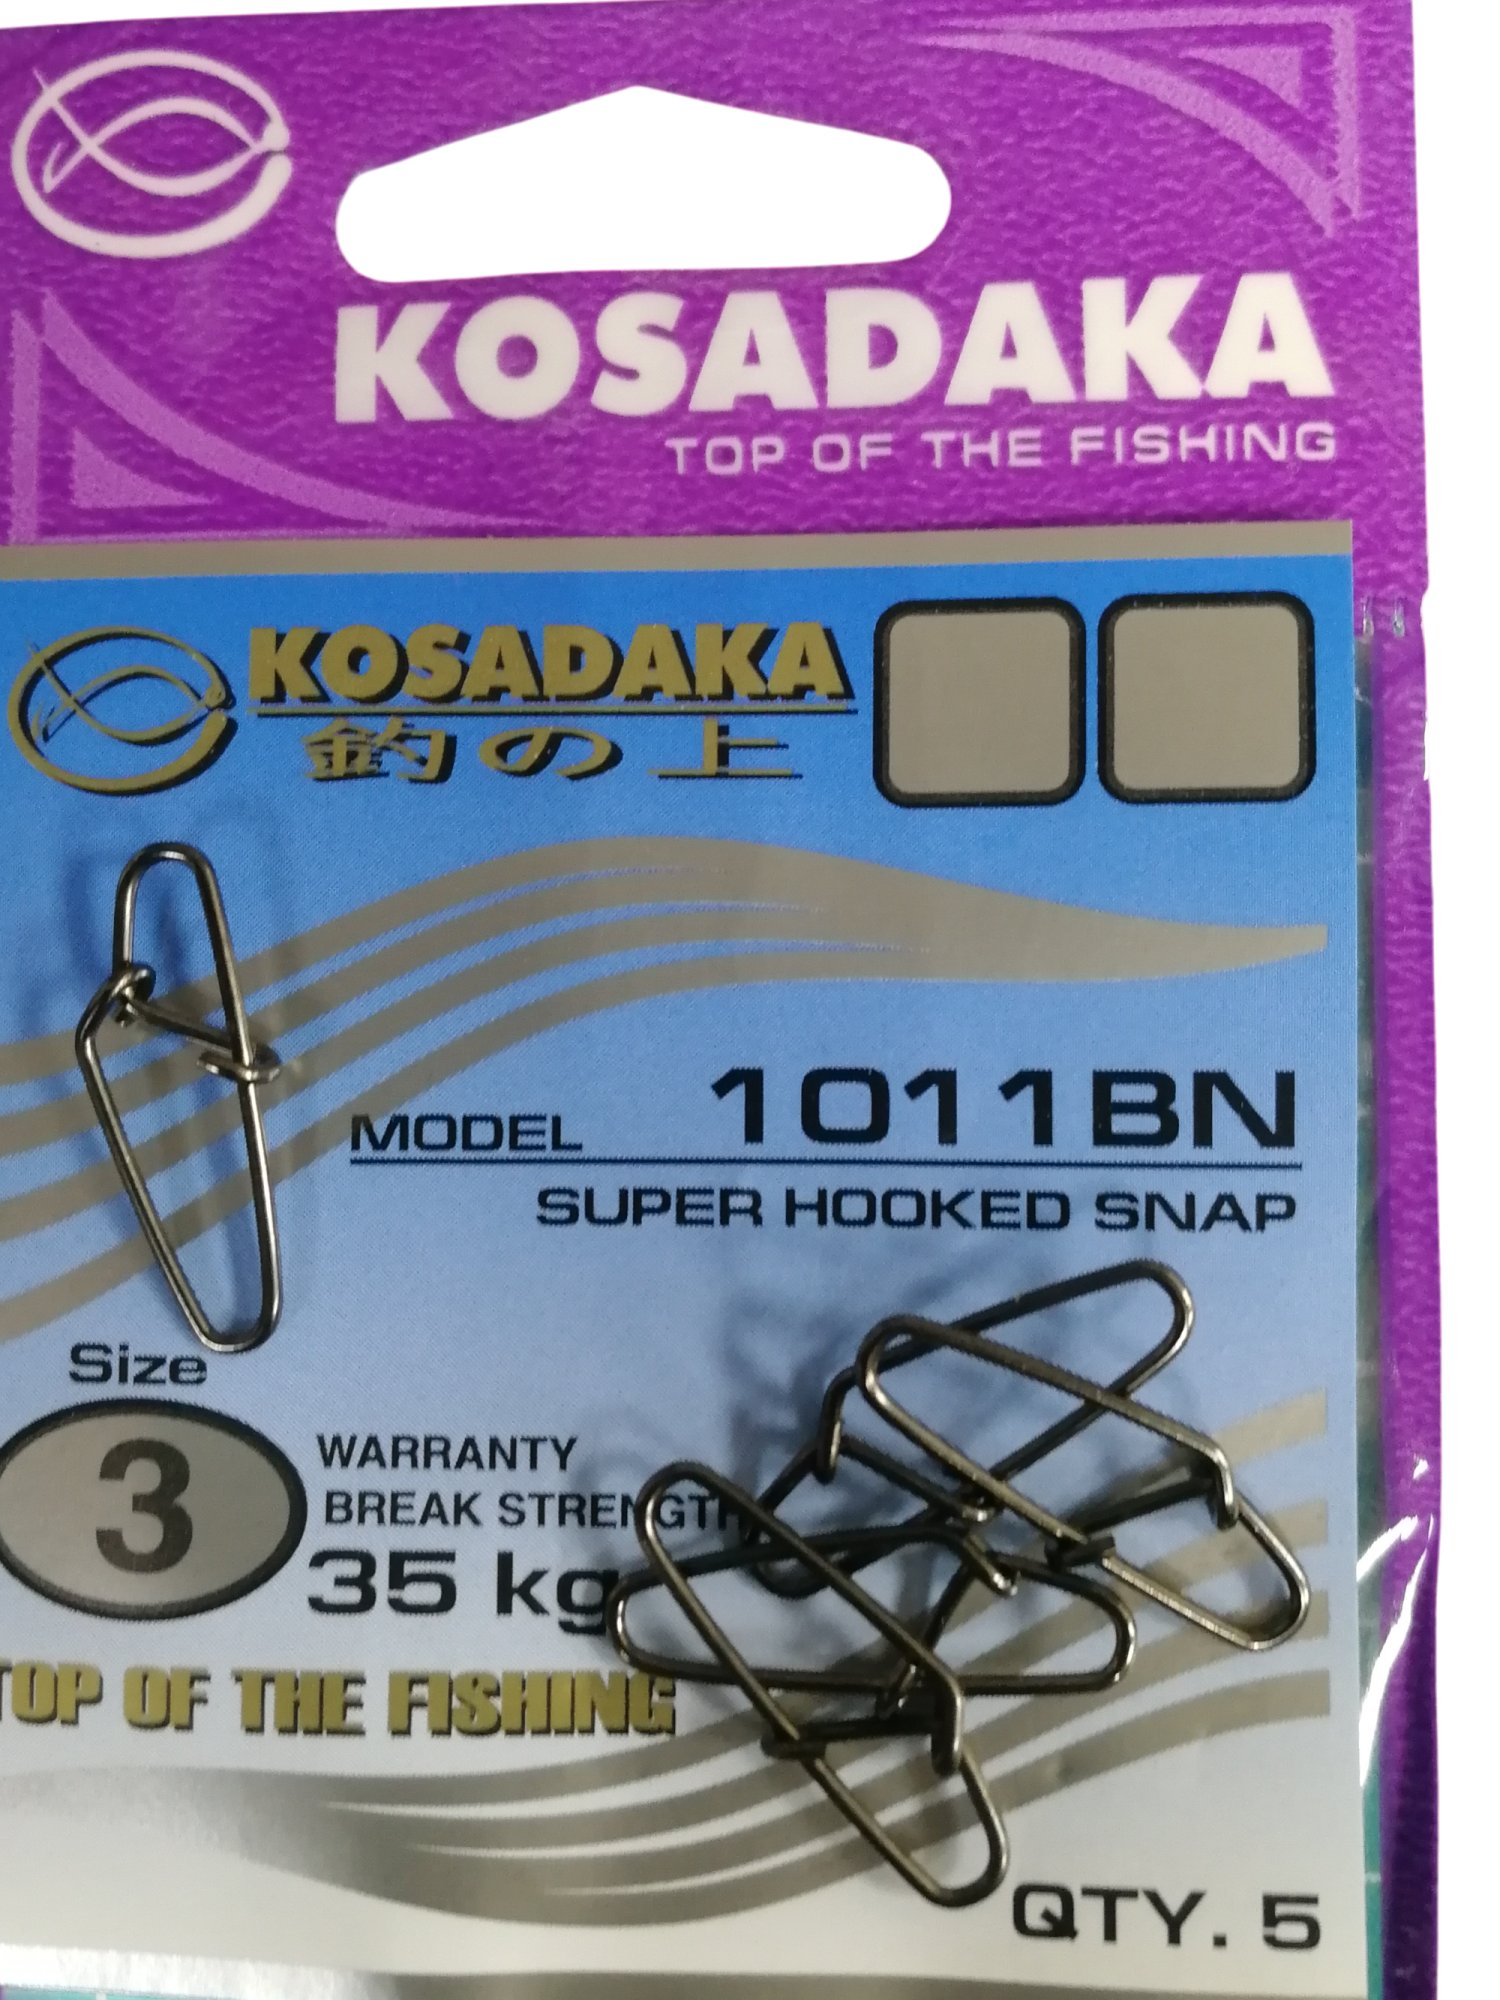 KOSADAKA
TOP OF THE FISHING
KOSADAKA
釣の上
MODEL 1011BN
SUPER HOOKED SNAP
Size
3
WARRANTY
BREAK STRENGTH
35 kg
TOP OF THE FISHING
QTY. 5